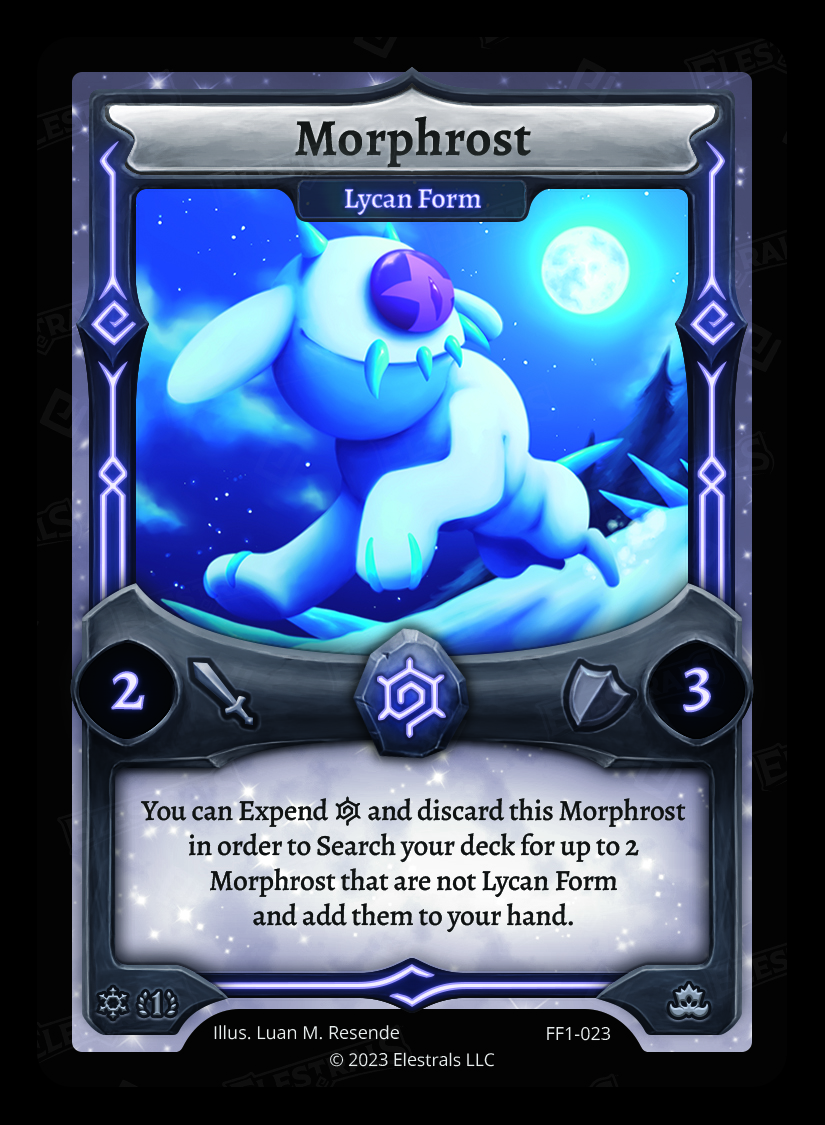 Morphrost
Lycan Form
2
3
You can Expend and discard this Morphrost
in order to Search your deck for up to 2
Morphrost that are not Lycan Form
and add them to your hand.
1
Illus. Luan M. Resende
FF1-023
© 2023 Elestrals LLC